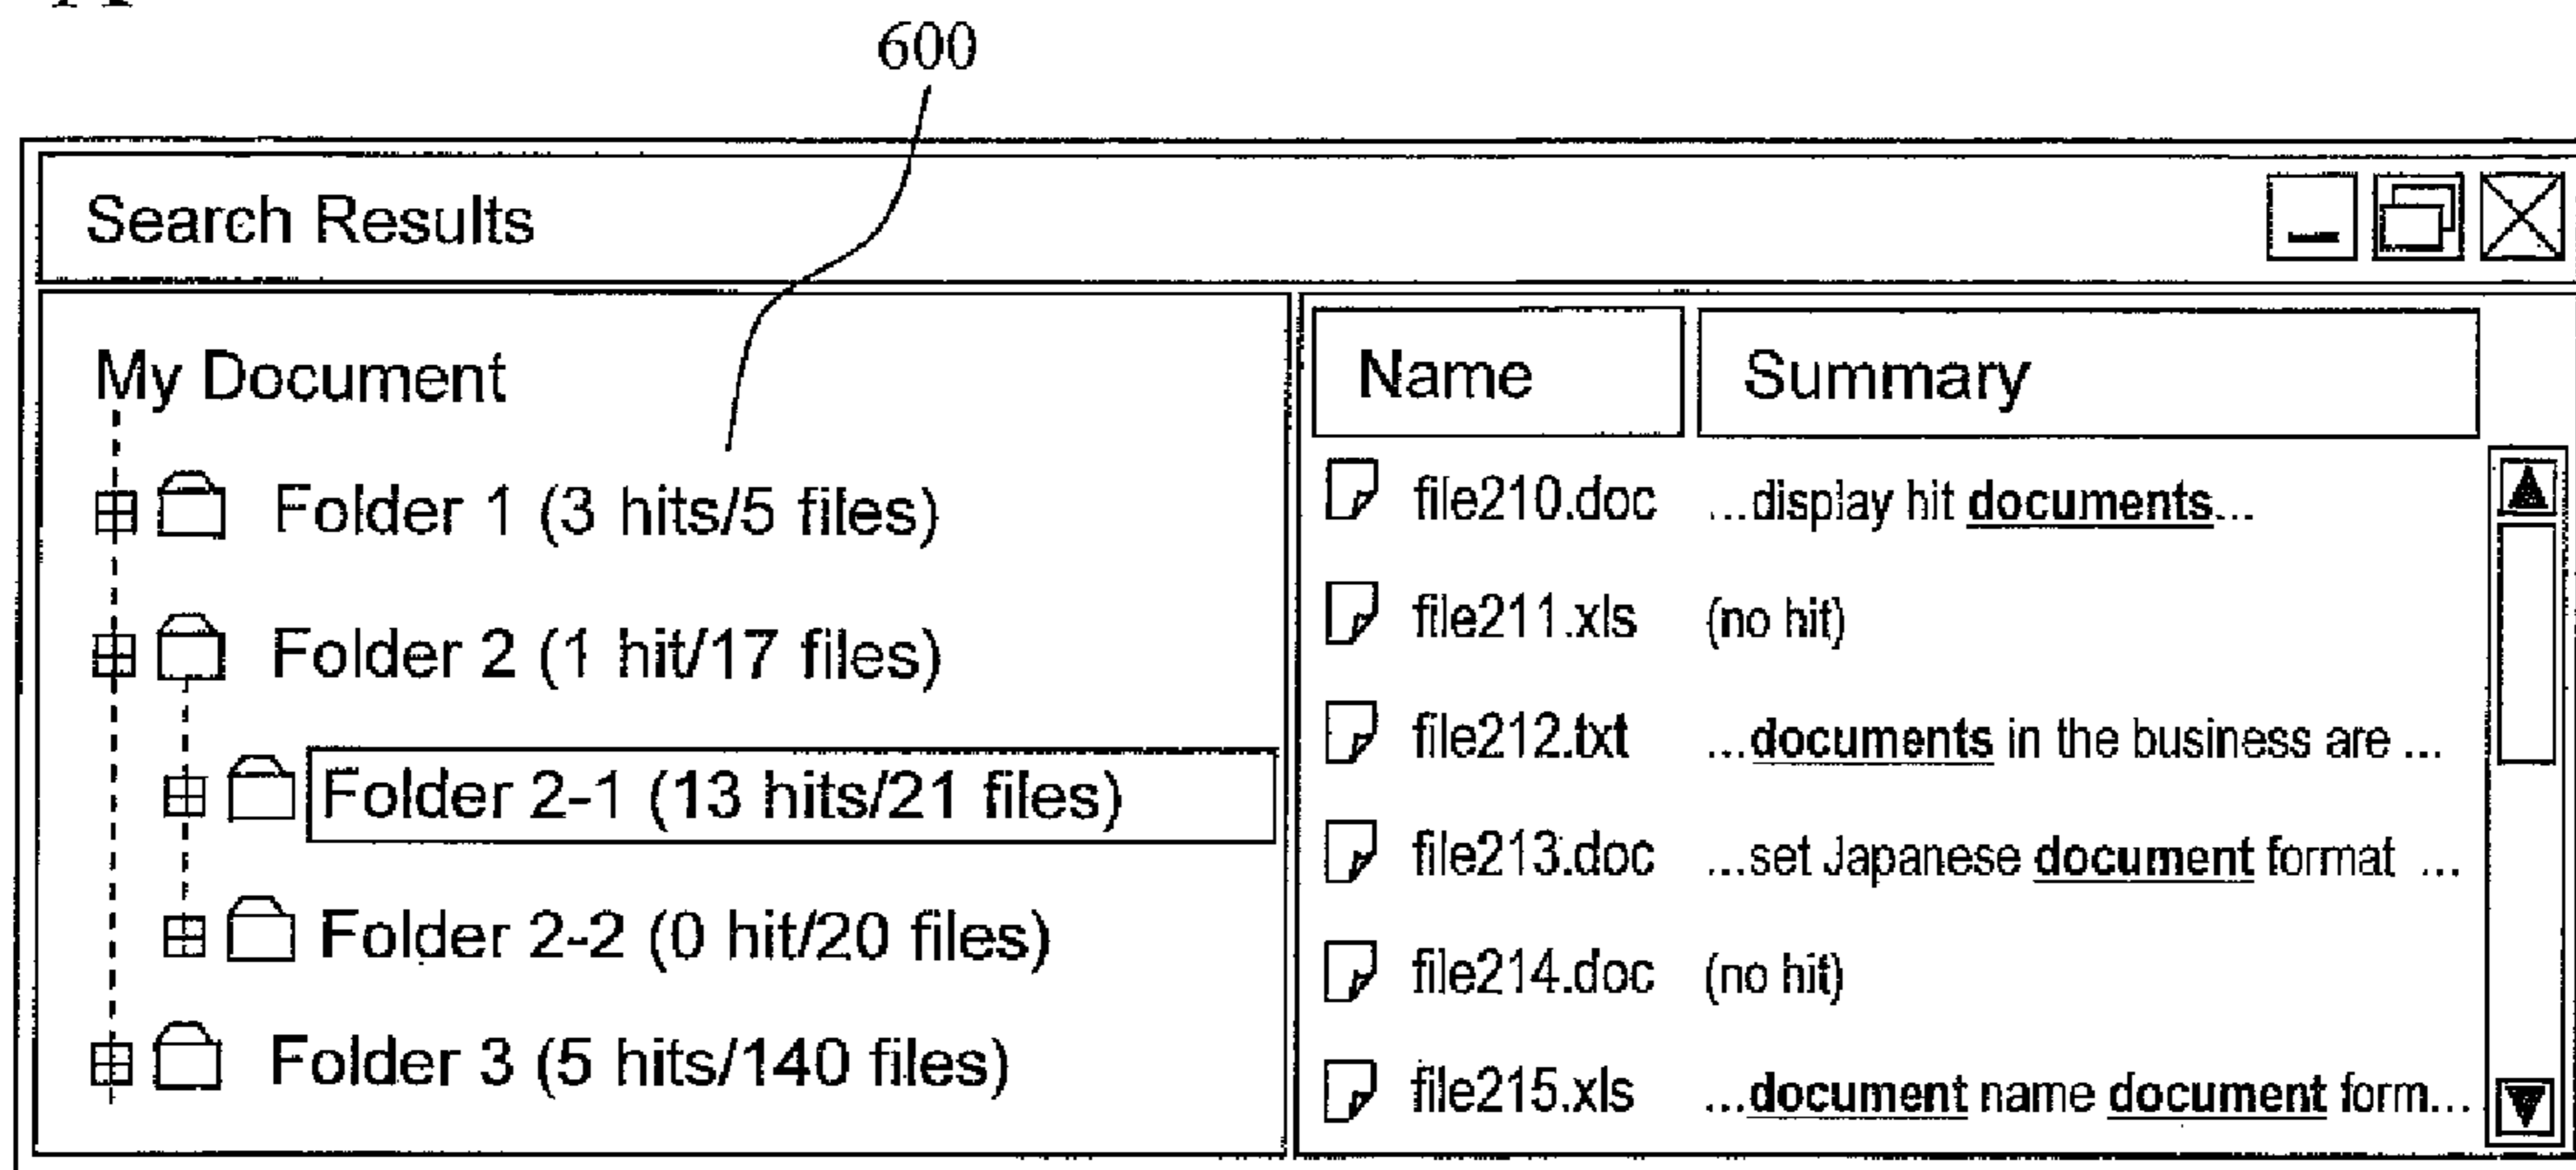 600
Search Results
My Document
Folder 1 (3 hits/5 files)
Folder 2 (1 hit/17 files)
Folder 2-1 (13 hits/21 files)
Folder 2-2 (0 hit/20 files)
Folder 3 (5 hits/140 files)
Name Summary
file210.doc ...display hit documents...
file211.xls (no hit)
file212.txt ...documents in the business are ...
file213.doc ...set Japanese document format ...
file214.doc (no hit)
file215.xls ...document name document form...